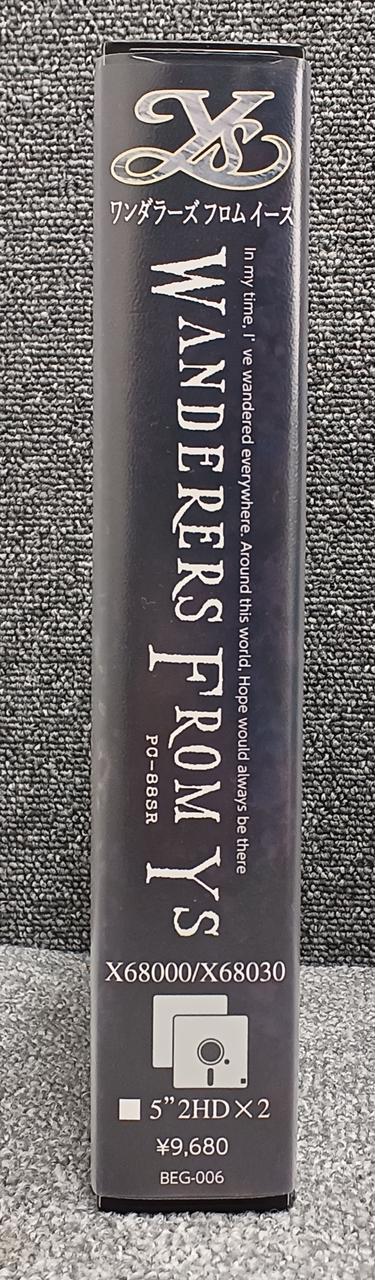 Ys
ワンダラーズ フロム イース
In my time, I' ve wandered everywhere. Around this world, Hope would always be there
WANDERERS FROM YS
PC-88SR
X68000/X68030
5”2HD×2
¥9,680
BEG-006